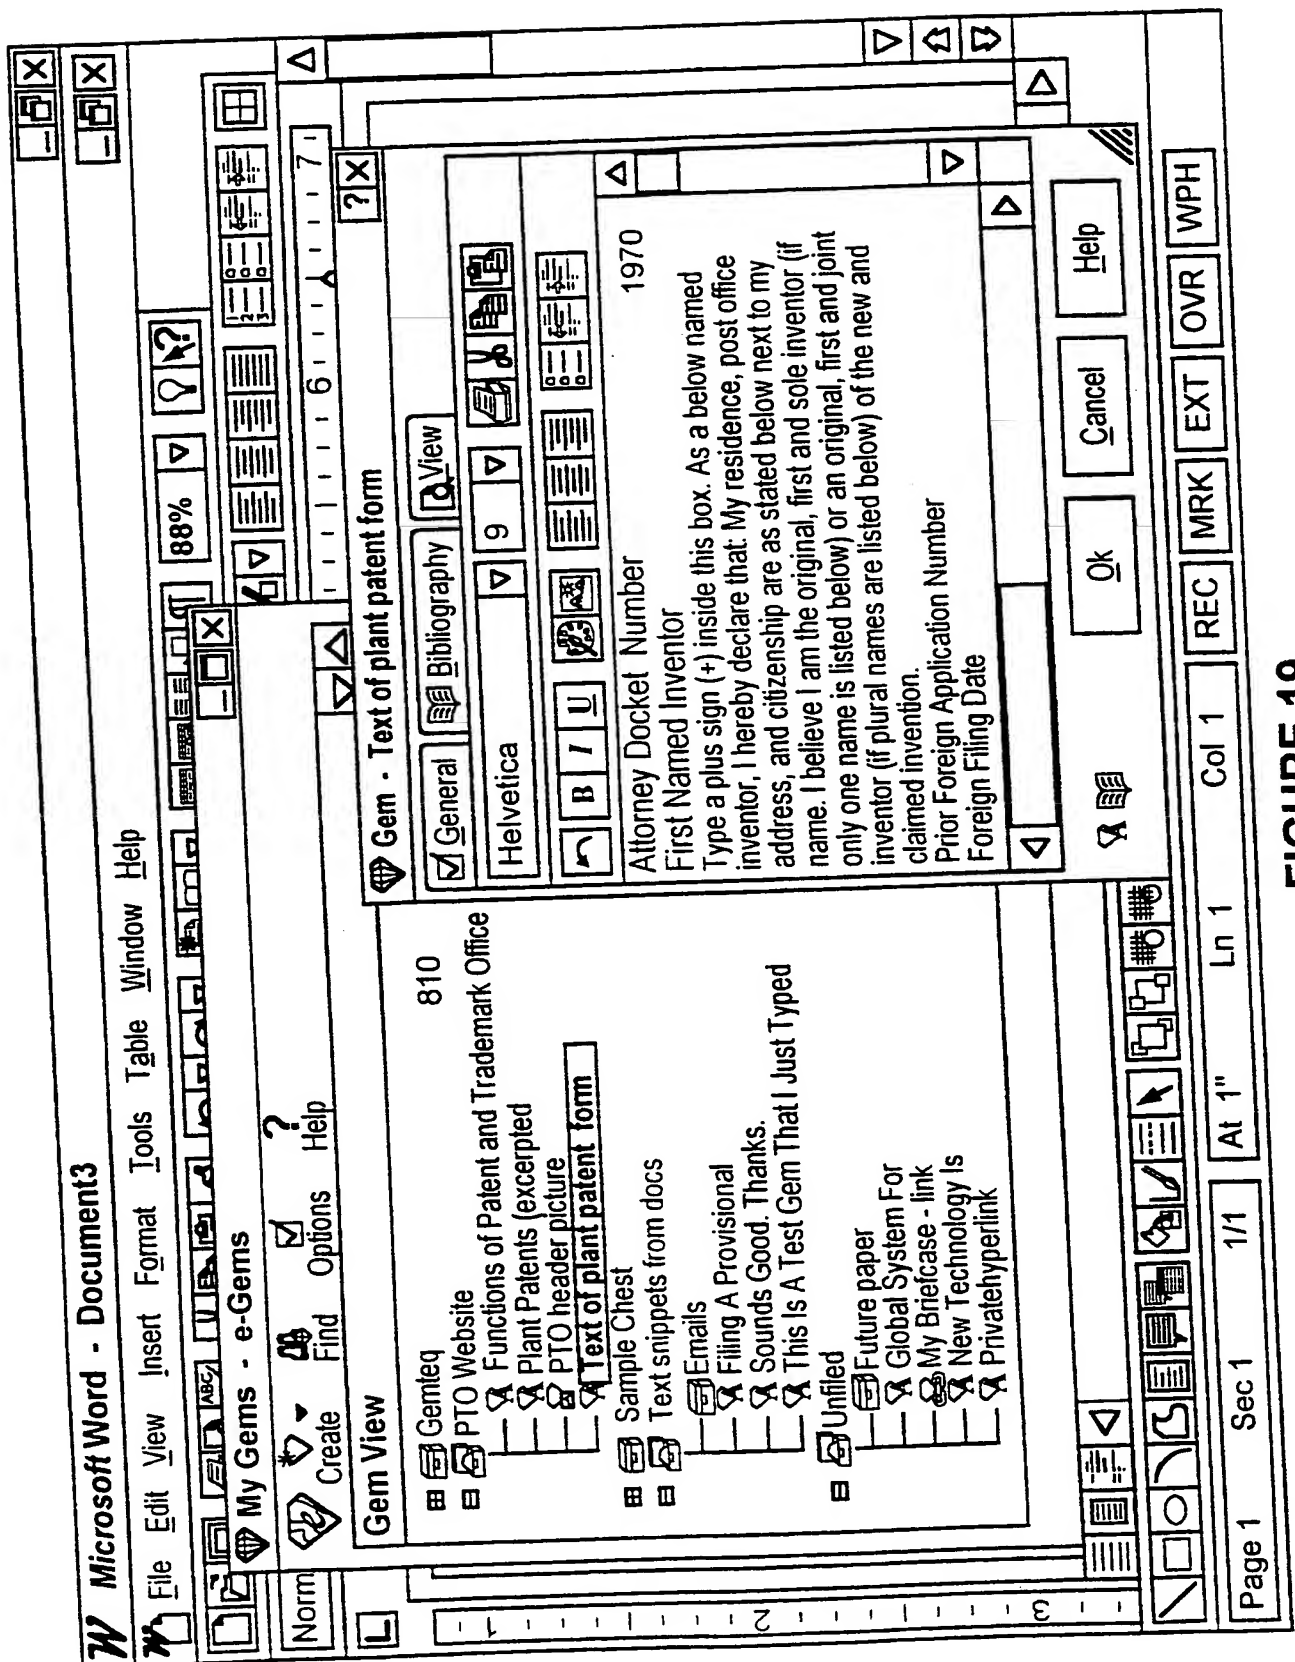 Microsoft Word - Document3
File Edit View Insert Format Tools Table Window Help
88%
ABC
My Gems - e-Gems
Norm
6 7
Create Find Options Help
Gem View
810
Gemteq
PTO Website
Functions of Patent and Trademark Office
Plant Patents (excerpted
PTO header picture
Text of plant patent form
Sample Chest
Text snippets from docs
Emails
Filing A Provisional
Sounds Good. Thanks.
This Is A Test Gem That I Just Typed
Unfiled
Future paper
Global System For
My Briefcase - link
New Technology Is
Privatehyperlink
Gem - Text of plant patent form
General Bibliography View
Helvetica 9
B I U
1970
Attorney Docket Number
First Named Inventor
Type a plus sign (+) inside this box. As a below named
inventor, I hereby declare that: My residence, post office
address, and citizenship are as stated below next to my
name. I believe I am the original, first and sole inventor (if
only one name is listed below) or an original, first and joint
inventor (if plural names are listed below) of the new and
claimed invention.
Prior Foreign Application Number
Foreign Filing Date
Ok Cancel Help
1
2
3
Page 1 Sec 1 1/1 At 1" Ln 1 Col 1 REC MRK EXT OVR WPH
FIGURE 19